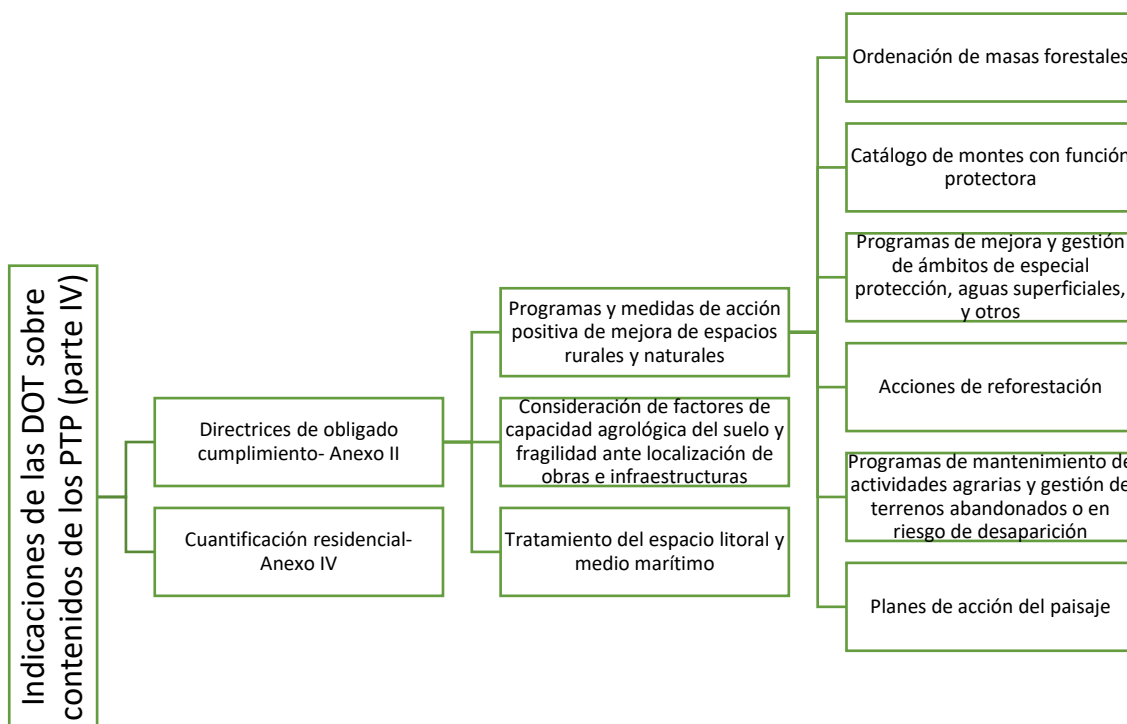 Indicaciones de las DOT sobre
contenidos de los PTP (parte IV)
Directrices de obligado
cumplimiento- Anexo II
Cuantificación residencial-
Anexo IV
Programas y medidas de acción
positiva de mejora de espacios
rurales y naturales
Consideración de factores de
capacidad agrológica del suelo y
fragilidad ante localización de
obras e infraestructuras
Tratamiento del espacio litoral y
medio marítimo
Ordenación de masas forestales
Catálogo de montes con función
protectora
Programas de mejora y gestión
de ámbitos de especial
protección, aguas superficiales,
y otros
Acciones de reforestación
Programas de mantenimiento de
actividades agrarias y gestión de
terrenos abandonados o en
riesgo de desaparición
Planes de acción del paisaje